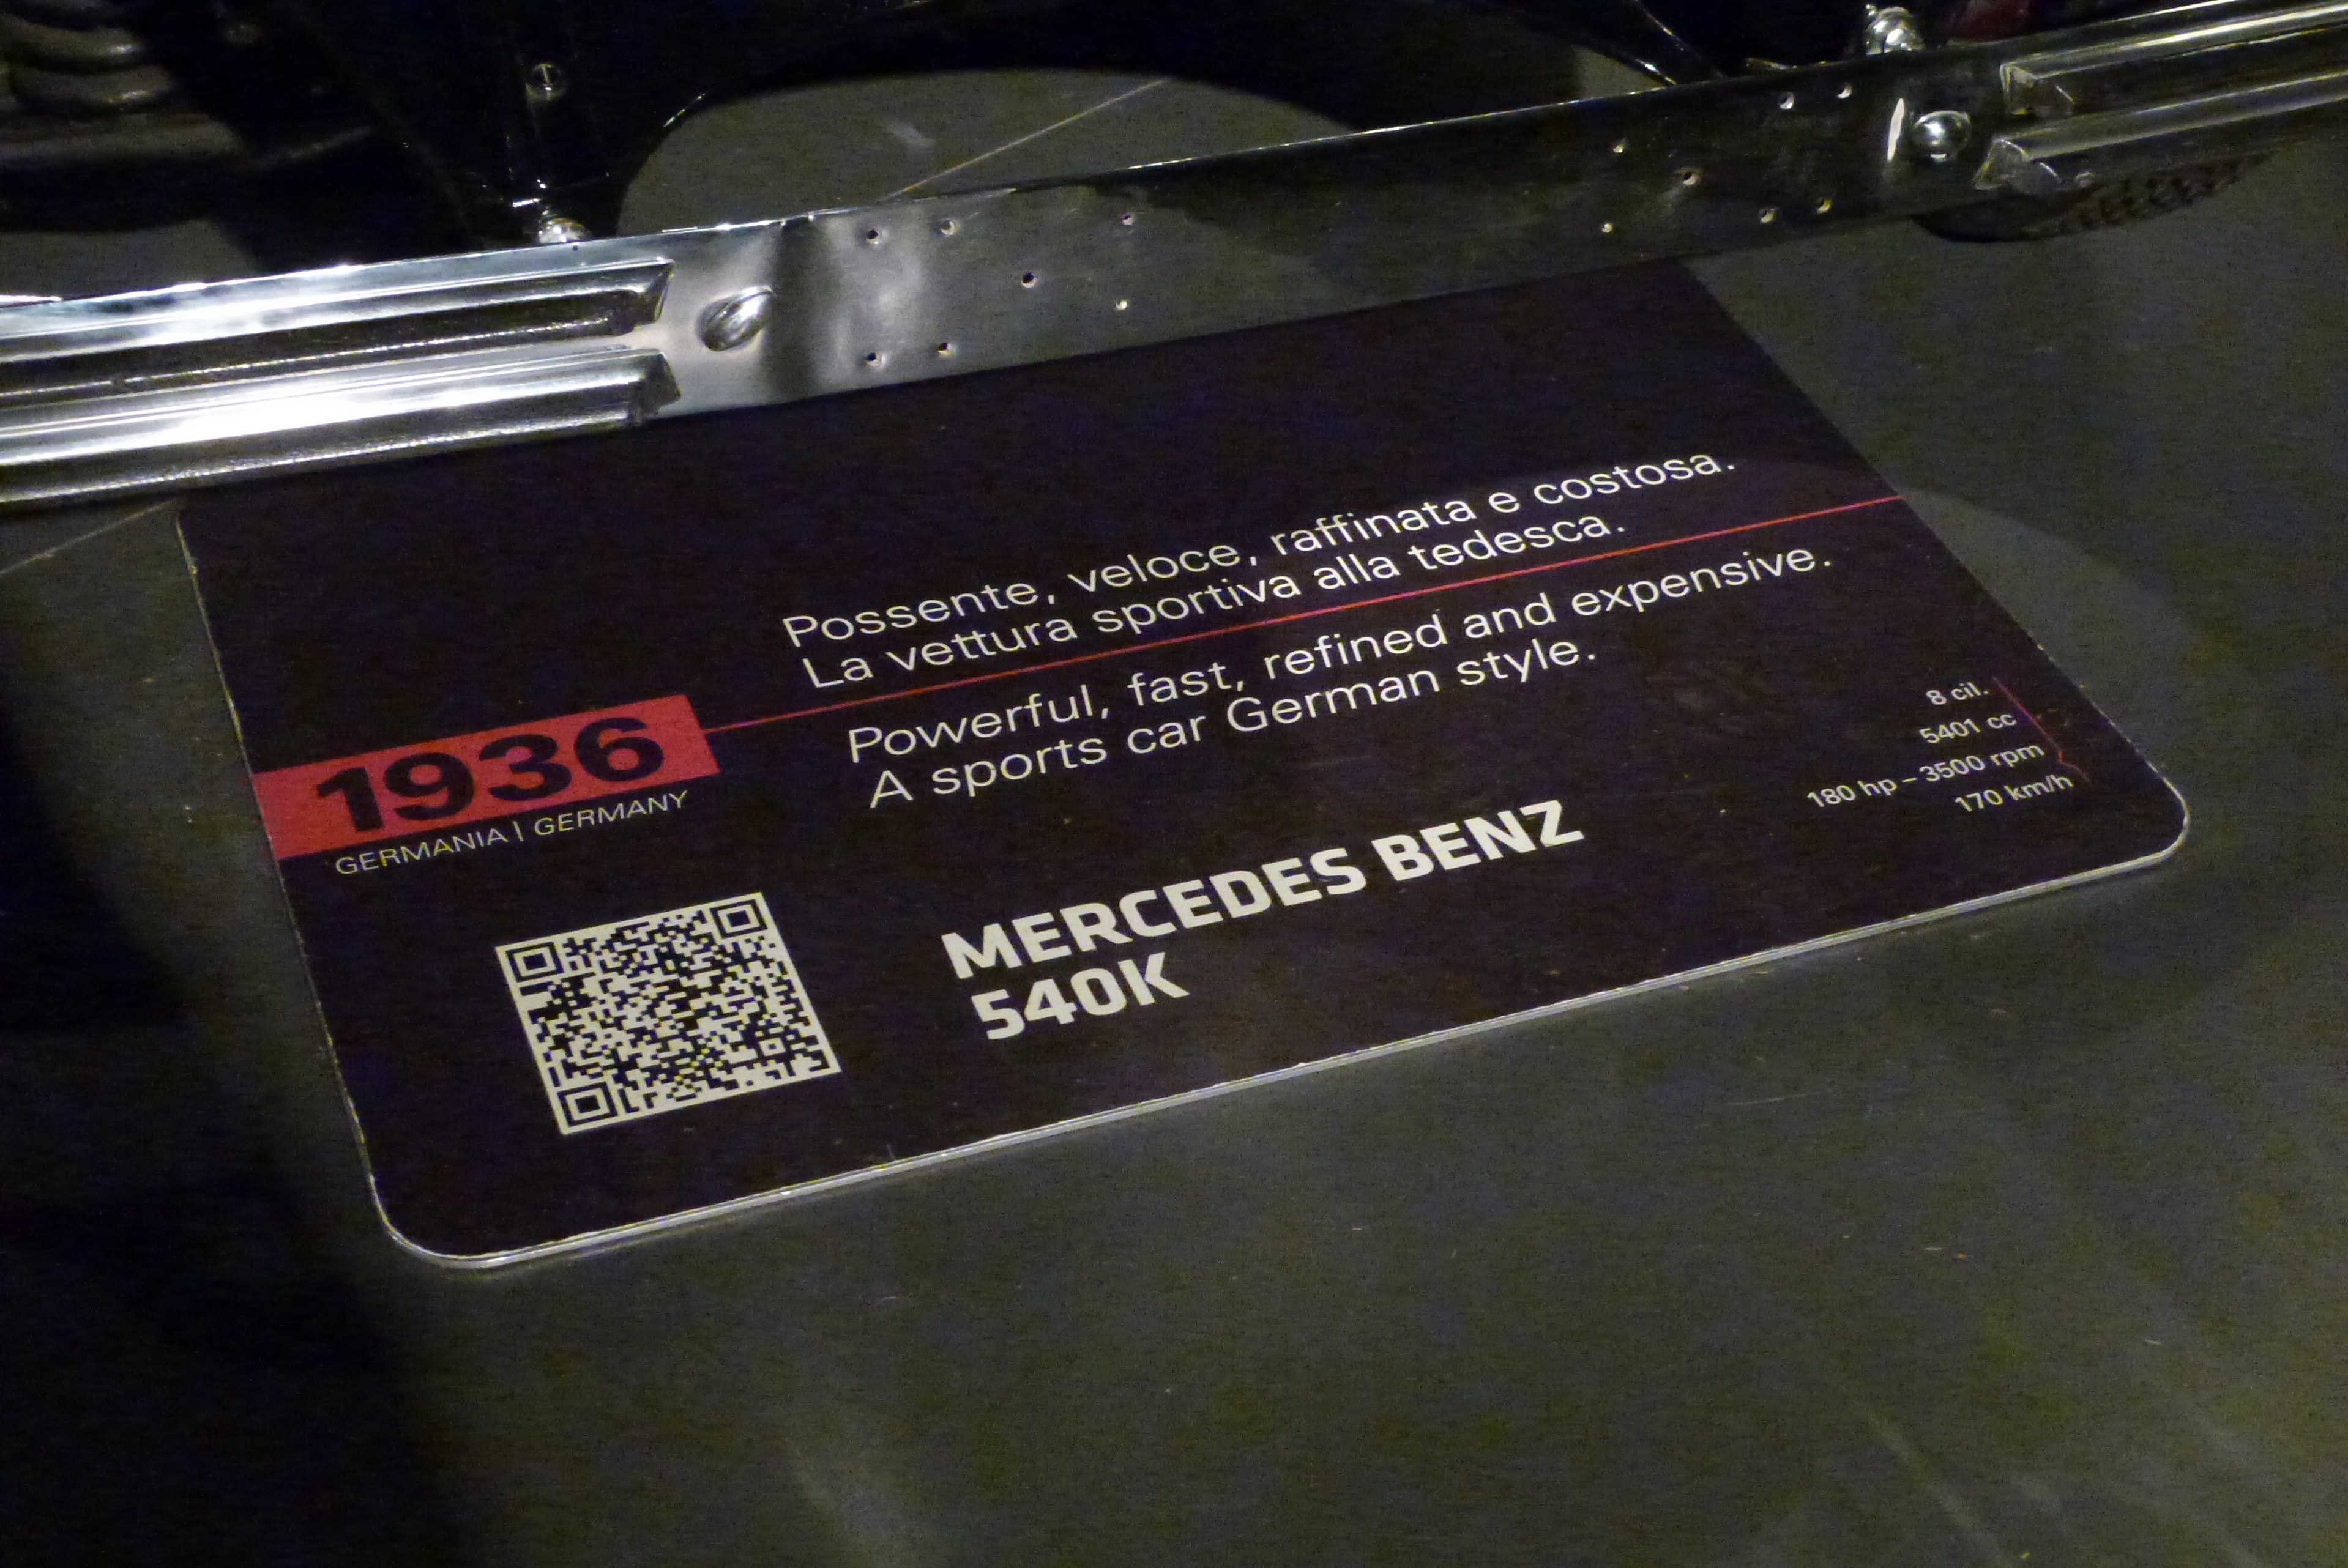 Possente, veloce, raffinata e costosa.
La vettura sportiva alla tedesca.
Powerful, fast, refined and expensive.
A sports car German style.
1936
GERMANIA | GERMANY
MERCEDES BENZ
540K
8 cil.
5401 cc
180 hp – 3500 rpm
170 km/h